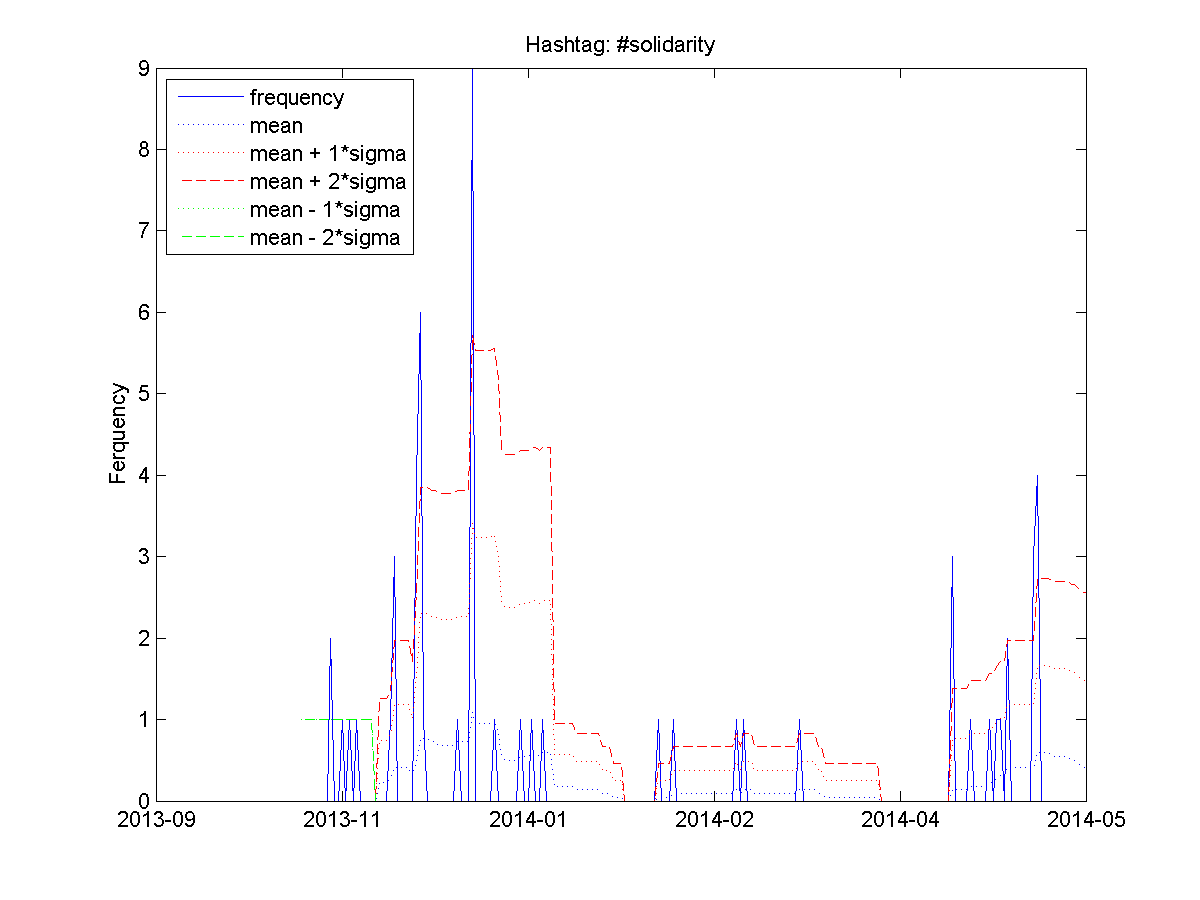 Hashtag: #solidarity
9
8
7
6
5
4
3
2
1
0
Ferquency
frequency
mean
mean + 1*sigma
mean + 2*sigma
mean - 1*sigma
mean - 2*sigma
2013-09 2013-11 2014-01 2014-02 2014-04 2014-05